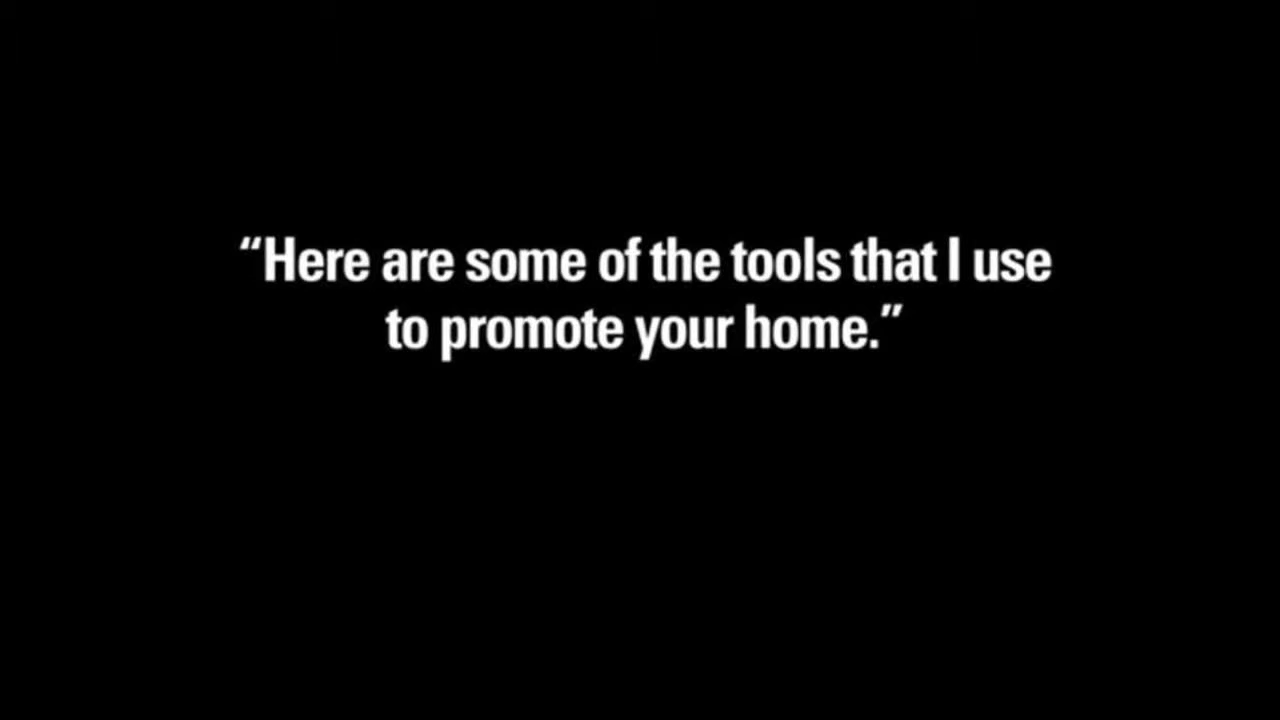 “Here are some of the tools that I use
to promote your home.”